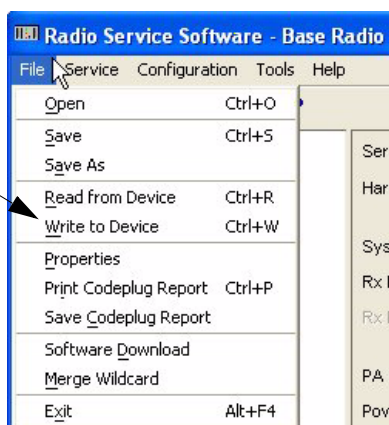 Radio Service Software - Base Radio
File Service Configuration Tools Help
Open Ctrl+O
Save Ctrl+S
Save As
Read from Device Ctrl+R
Write to Device Ctrl+W
Properties
Print Codeplug Report Ctrl+P
Save Codeplug Report
Software Download
Merge Wildcard
Exit Alt+F4
Ser
Har
Sys
Rx
Rx
PA
Pov